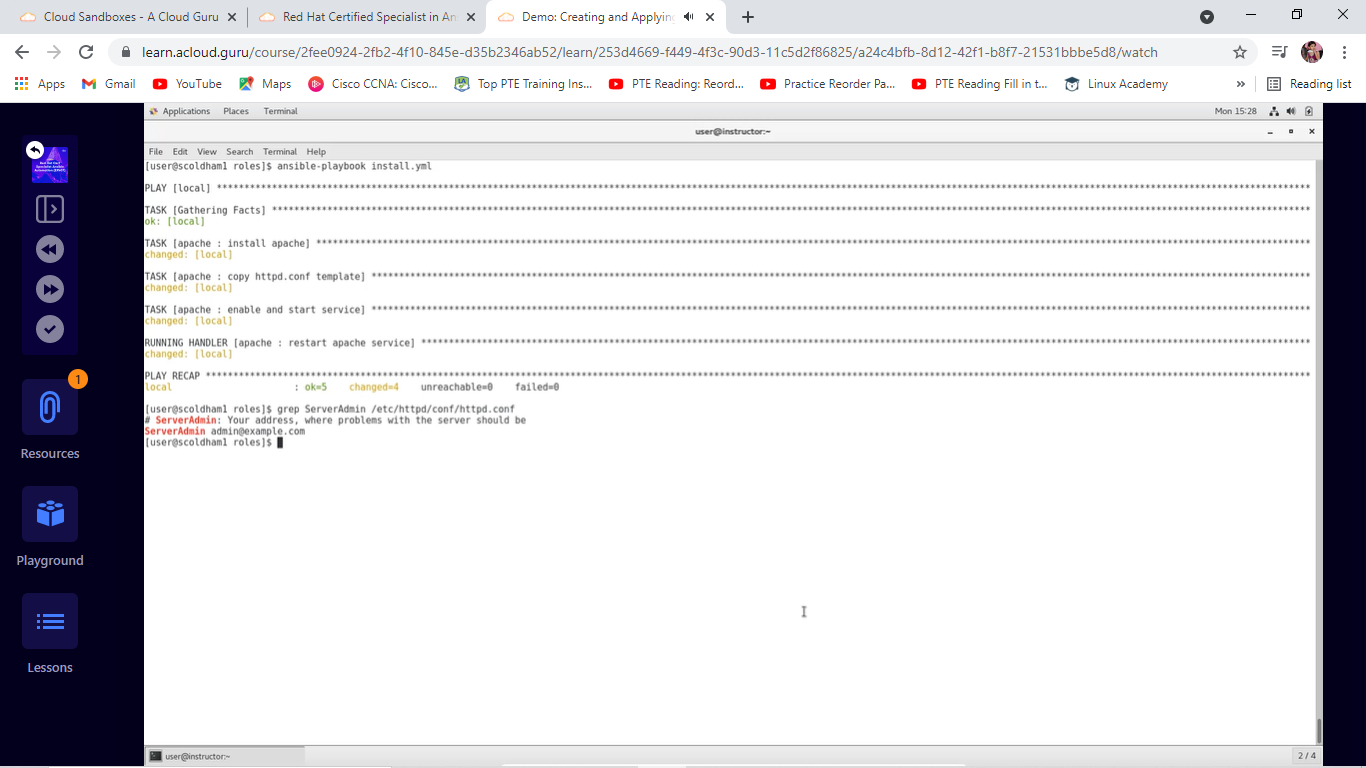 Cloud Sandboxes - A Cloud Guru
Red Hat Certified Specialist in An
Demo: Creating and Applying
learn.acloud.guru/course/2fee0924-2fb2-4f10-845e-d35b2346ab52/learn/253d4669-f449-4f3c-90d3-11c5d2f86825/a24c4bfb-8d12-42f1-b8f7-21531bbbe5d8/watch
Apps Gmail YouTube Maps Cisco CCNA: Cisco... Top PTE Training Ins... PTE Reading: Reord... Practice Reorder Pa... PTE Reading Fill in t... Linux Academy » Reading list
Applications Places Terminal Mon 15:28
user@instructor:~
File Edit View Search Terminal Help
[user@scoldham1 roles]$ ansible-playbook install.yml
PLAY [local] ****************************************************************
TASK [Gathering Facts] ****************************************************************
ok: [local]
TASK [apache : install apache] ****************************************************************
changed: [local]
TASK [apache : copy httpd.conf template] ****************************************************************
changed: [local]
TASK [apache : enable and start service] ****************************************************************
changed: [local]
RUNNING HANDLER [apache : restart apache service] ****************************************************************
changed: [local]
PLAY RECAP ****************************************************************
local : ok=5 changed=4 unreachable=0 failed=0
[user@scoldham1 roles]$ grep ServerAdmin /etc/httpd/conf/httpd.conf
# ServerAdmin: Your address, where problems with the server should be
ServerAdmin admin@example.com
[user@scoldham1 roles]$
1
Resources
Playground
Lessons
user@instructor:~ 2 / 4